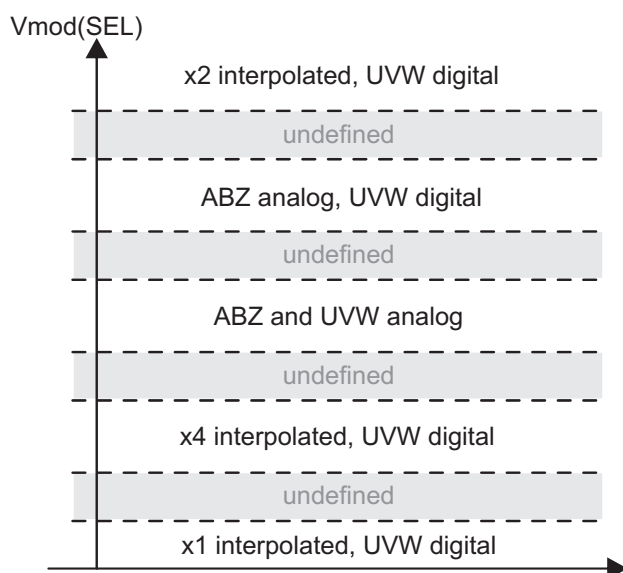 Vmod(SEL)
x2 interpolated, UVW digital
undefined
ABZ analog, UVW digital
undefined
ABZ and UVW analog
undefined
x4 interpolated, UVW digital
undefined
x1 interpolated, UVW digital